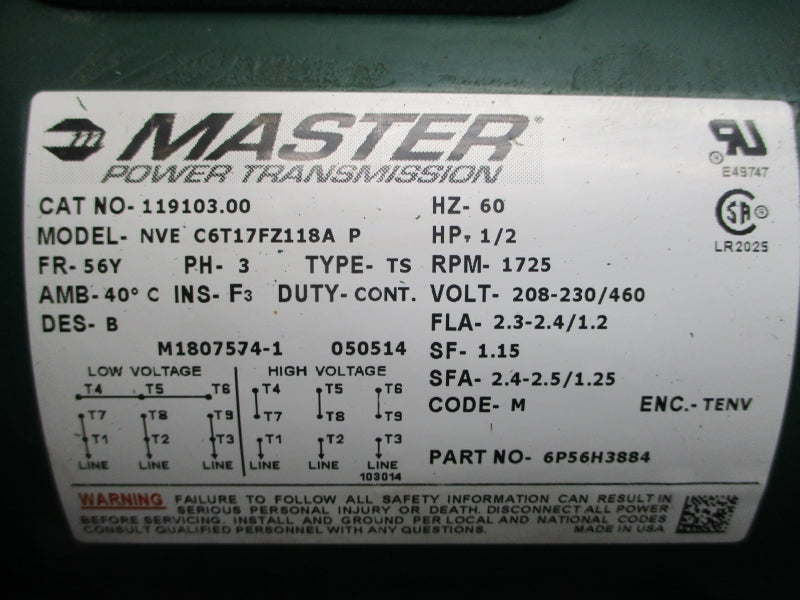 m MASTER®
POWER TRANSMISSION
CAT NO- 119103.00
MODEL- NVE C6T17FZ118A P
FR- 56Y PH- 3 TYPE- TS
AMB- 40° C INS- F3 DUTY- CONT.
DES- B
HZ- 60
HP- 1/2
RPM- 1725
VOLT- 208-230/460
FLA- 2.3-2.4/1.2
SF- 1.15
SFA- 2.4-2.5/1.25
CODE- M ENC.- TENV
PART NO- 6P56H3884
E49747
SA ®
LR2025
M1807574-1 050514
LOW VOLTAGE HIGH VOLTAGE
T4 T5 T6 T4 T5 T6
T7 T8 T9 T7 T8 T9
T1 T2 T3 T1 T2 T3
LINE LINE LINE LINE LINE LINE
103014
WARNING FAILURE TO FOLLOW ALL SAFETY INFORMATION CAN RESULT IN
SERIOUS PERSONAL INJURY OR DEATH. DISCONNECT ALL POWER
BEFORE SERVICING. INSTALL AND GROUND PER LOCAL AND NATIONAL CODES
CONSULT QUALIFIED PERSONNEL WITH ANY QUESTIONS. MADE IN USA